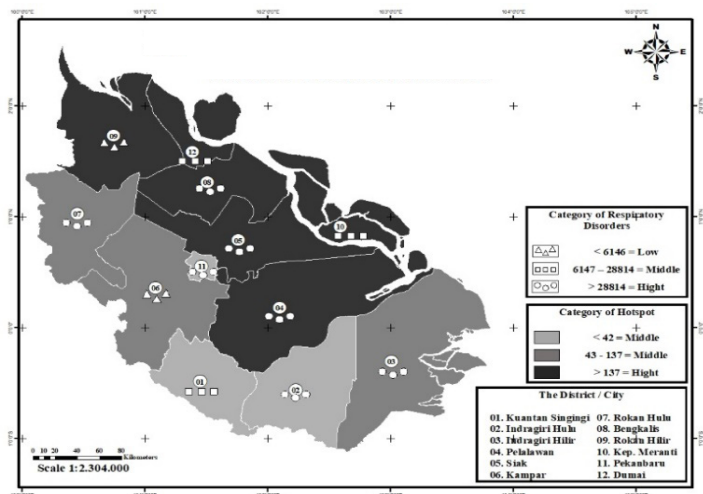 N
W E
S
09
12
08
07
10
05
11
06
04
03
01
02
Category of Respiratory
Disorders
< 6146 = Low
6147 – 28814 = Middle
> 28814 = Hight
Category of Hotspot
< 42 = Middle
43 - 137 = Middle
> 137 = Hight
The District / City
01. Kuantan Singingi 07. Rokan Hulu
02. Indragiri Hulu 08. Bengkalis
03. Indragiri Hilir 09. Rokan Hilir
04. Pelalawan 10. Kep. Meranti
05. Siak 11. Pekanbaru
06. Kampar 12. Dumai
0 10 20 40 60 80
Kilometers
Scale 1:2.304.000